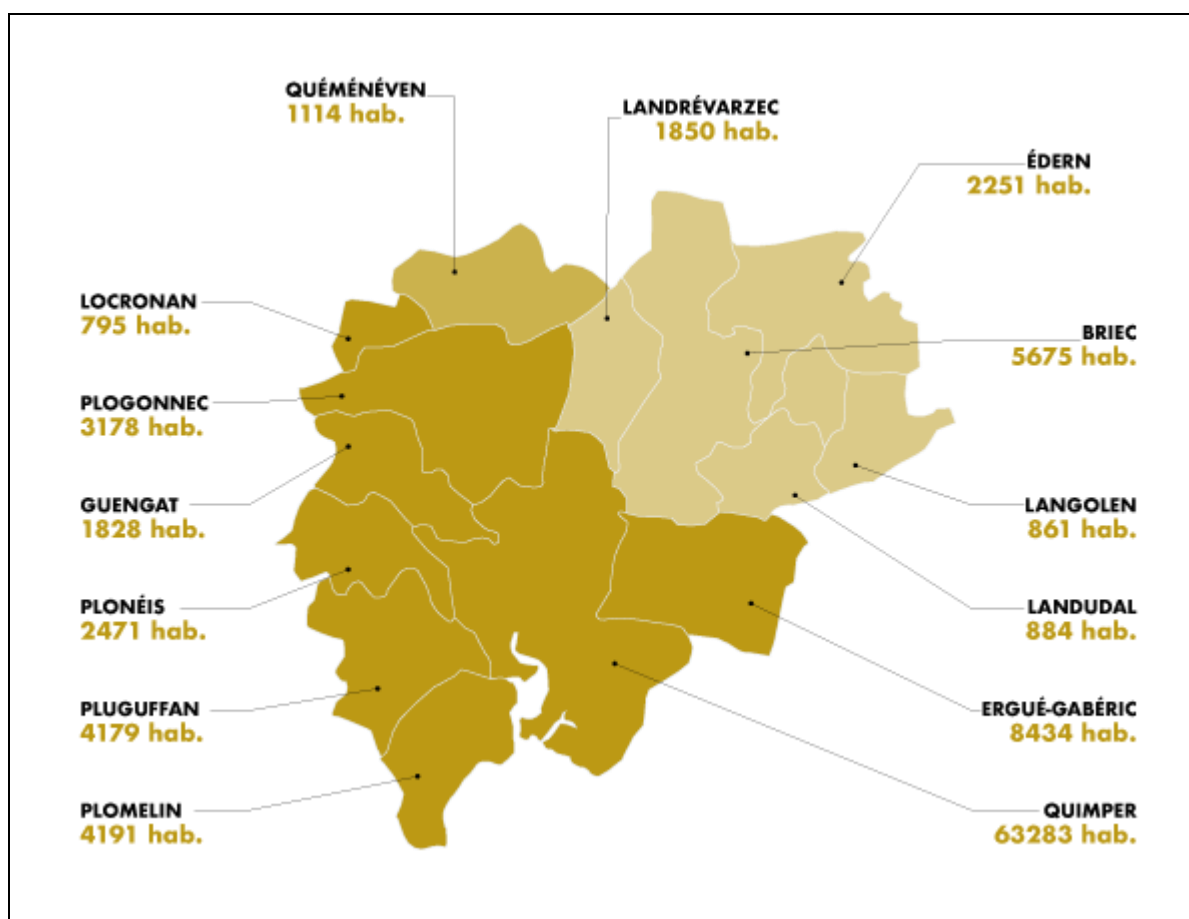 QUÉMÉNÉVEN
1114 hab.
LANDRÉVARZEC
1850 hab.
ÉDERN
2251 hab.
LOCRONAN
795 hab.
BRIEC
5675 hab.
PLOGONNEC
3178 hab.
GUENGAT
1828 hab.
LANGOLEN
861 hab.
PLONÉIS
2471 hab.
LANDUDAL
884 hab.
PLUGUFFAN
4179 hab.
ERGUÉ-GABÉRIC
8434 hab.
PLOMELIN
4191 hab.
QUIMPER
63283 hab.